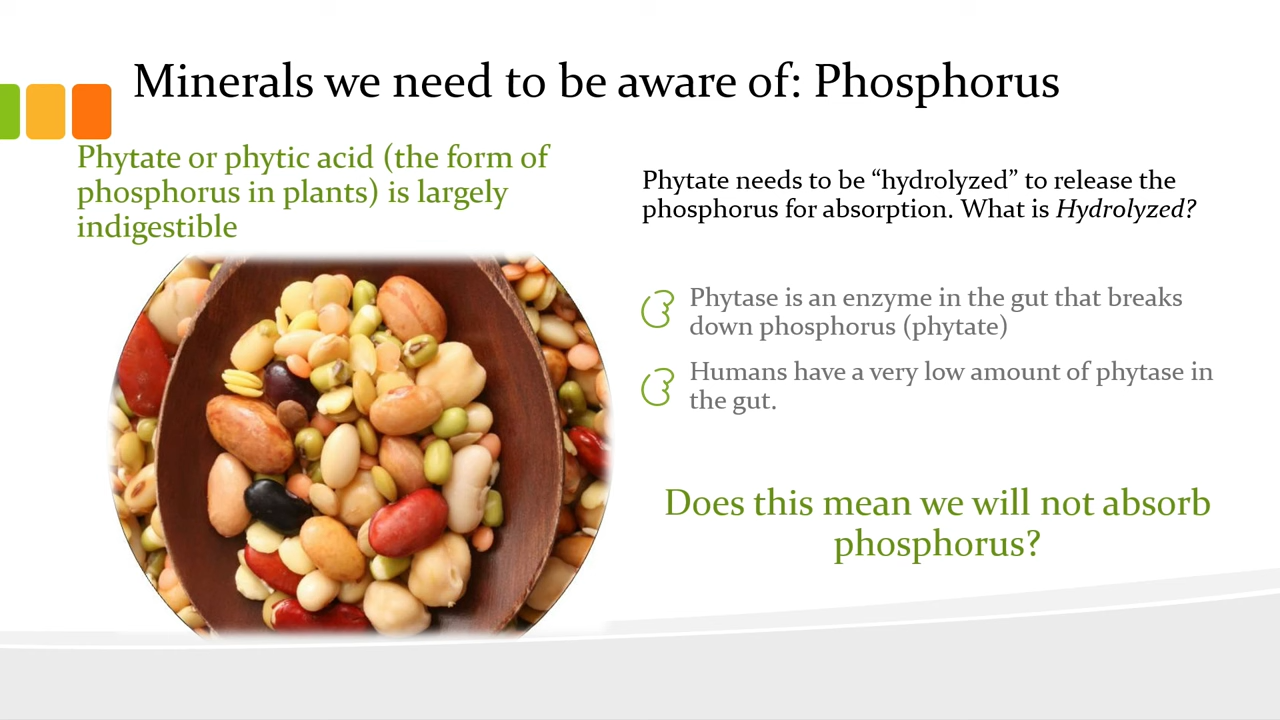 Minerals we need to be aware of: Phosphorus
Phytate or phytic acid (the form of
phosphorus in plants) is largely
indigestible
Phytate needs to be “hydrolyzed” to release the
phosphorus for absorption. What is Hydrolyzed?
Phytase is an enzyme in the gut that breaks
down phosphorus (phytate)
Humans have a very low amount of phytase in
the gut.
Does this mean we will not absorb
phosphorus?